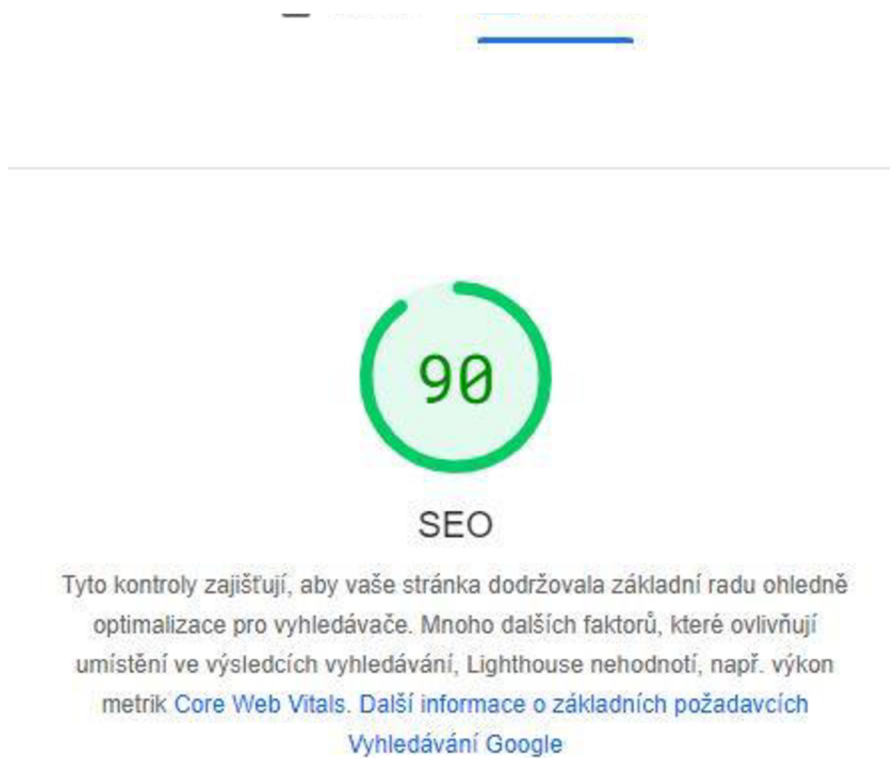 90
SEO
Tyto kontroly zajišťují, aby vaše stránka dodržovala základní radu ohledně
optimalizace pro vyhledávače. Mnoho dalších faktorů, které ovlivňují
umístění ve výsledcích vyhledávání, Lighthouse nehodnotí, např. výkon
metrik Core Web Vitals. Další informace o základních požadavcích
Vyhledávání Google